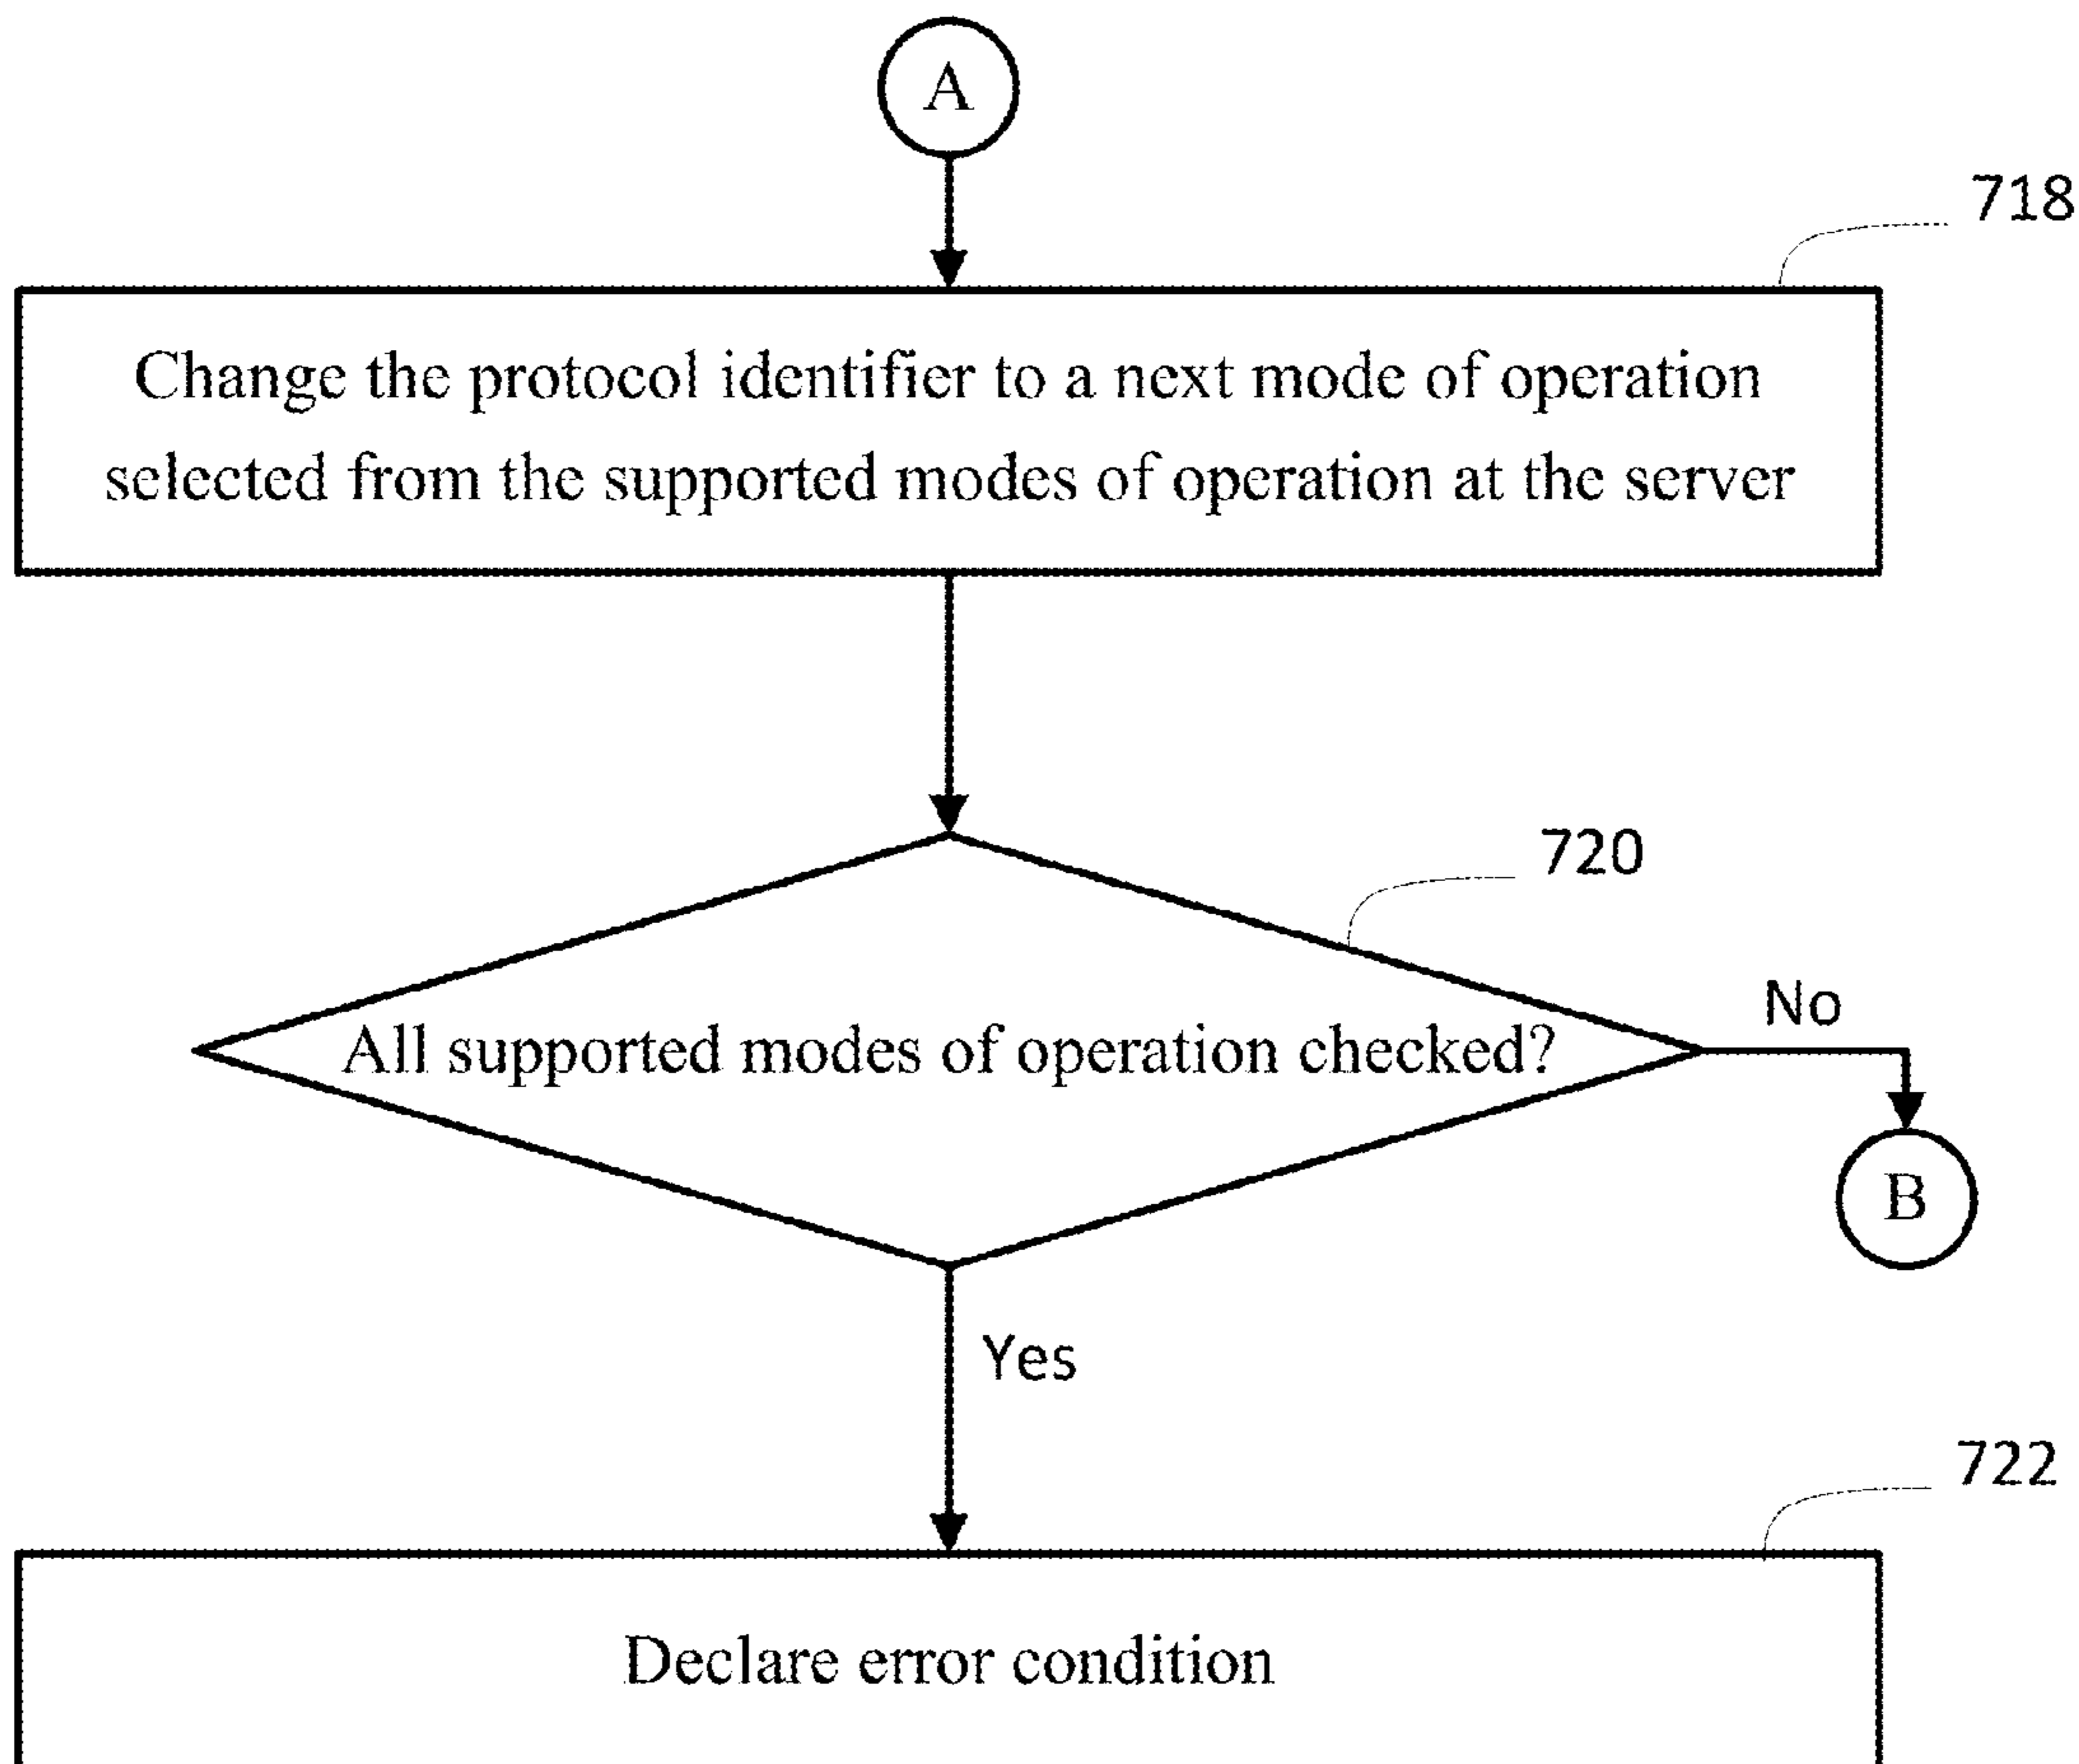 A
718
Change the protocol identifier to a next mode of operation
selected from the supported modes of operation at the server
720
No
All supported modes of operation checked?
B
Yes
722
Declare error condition